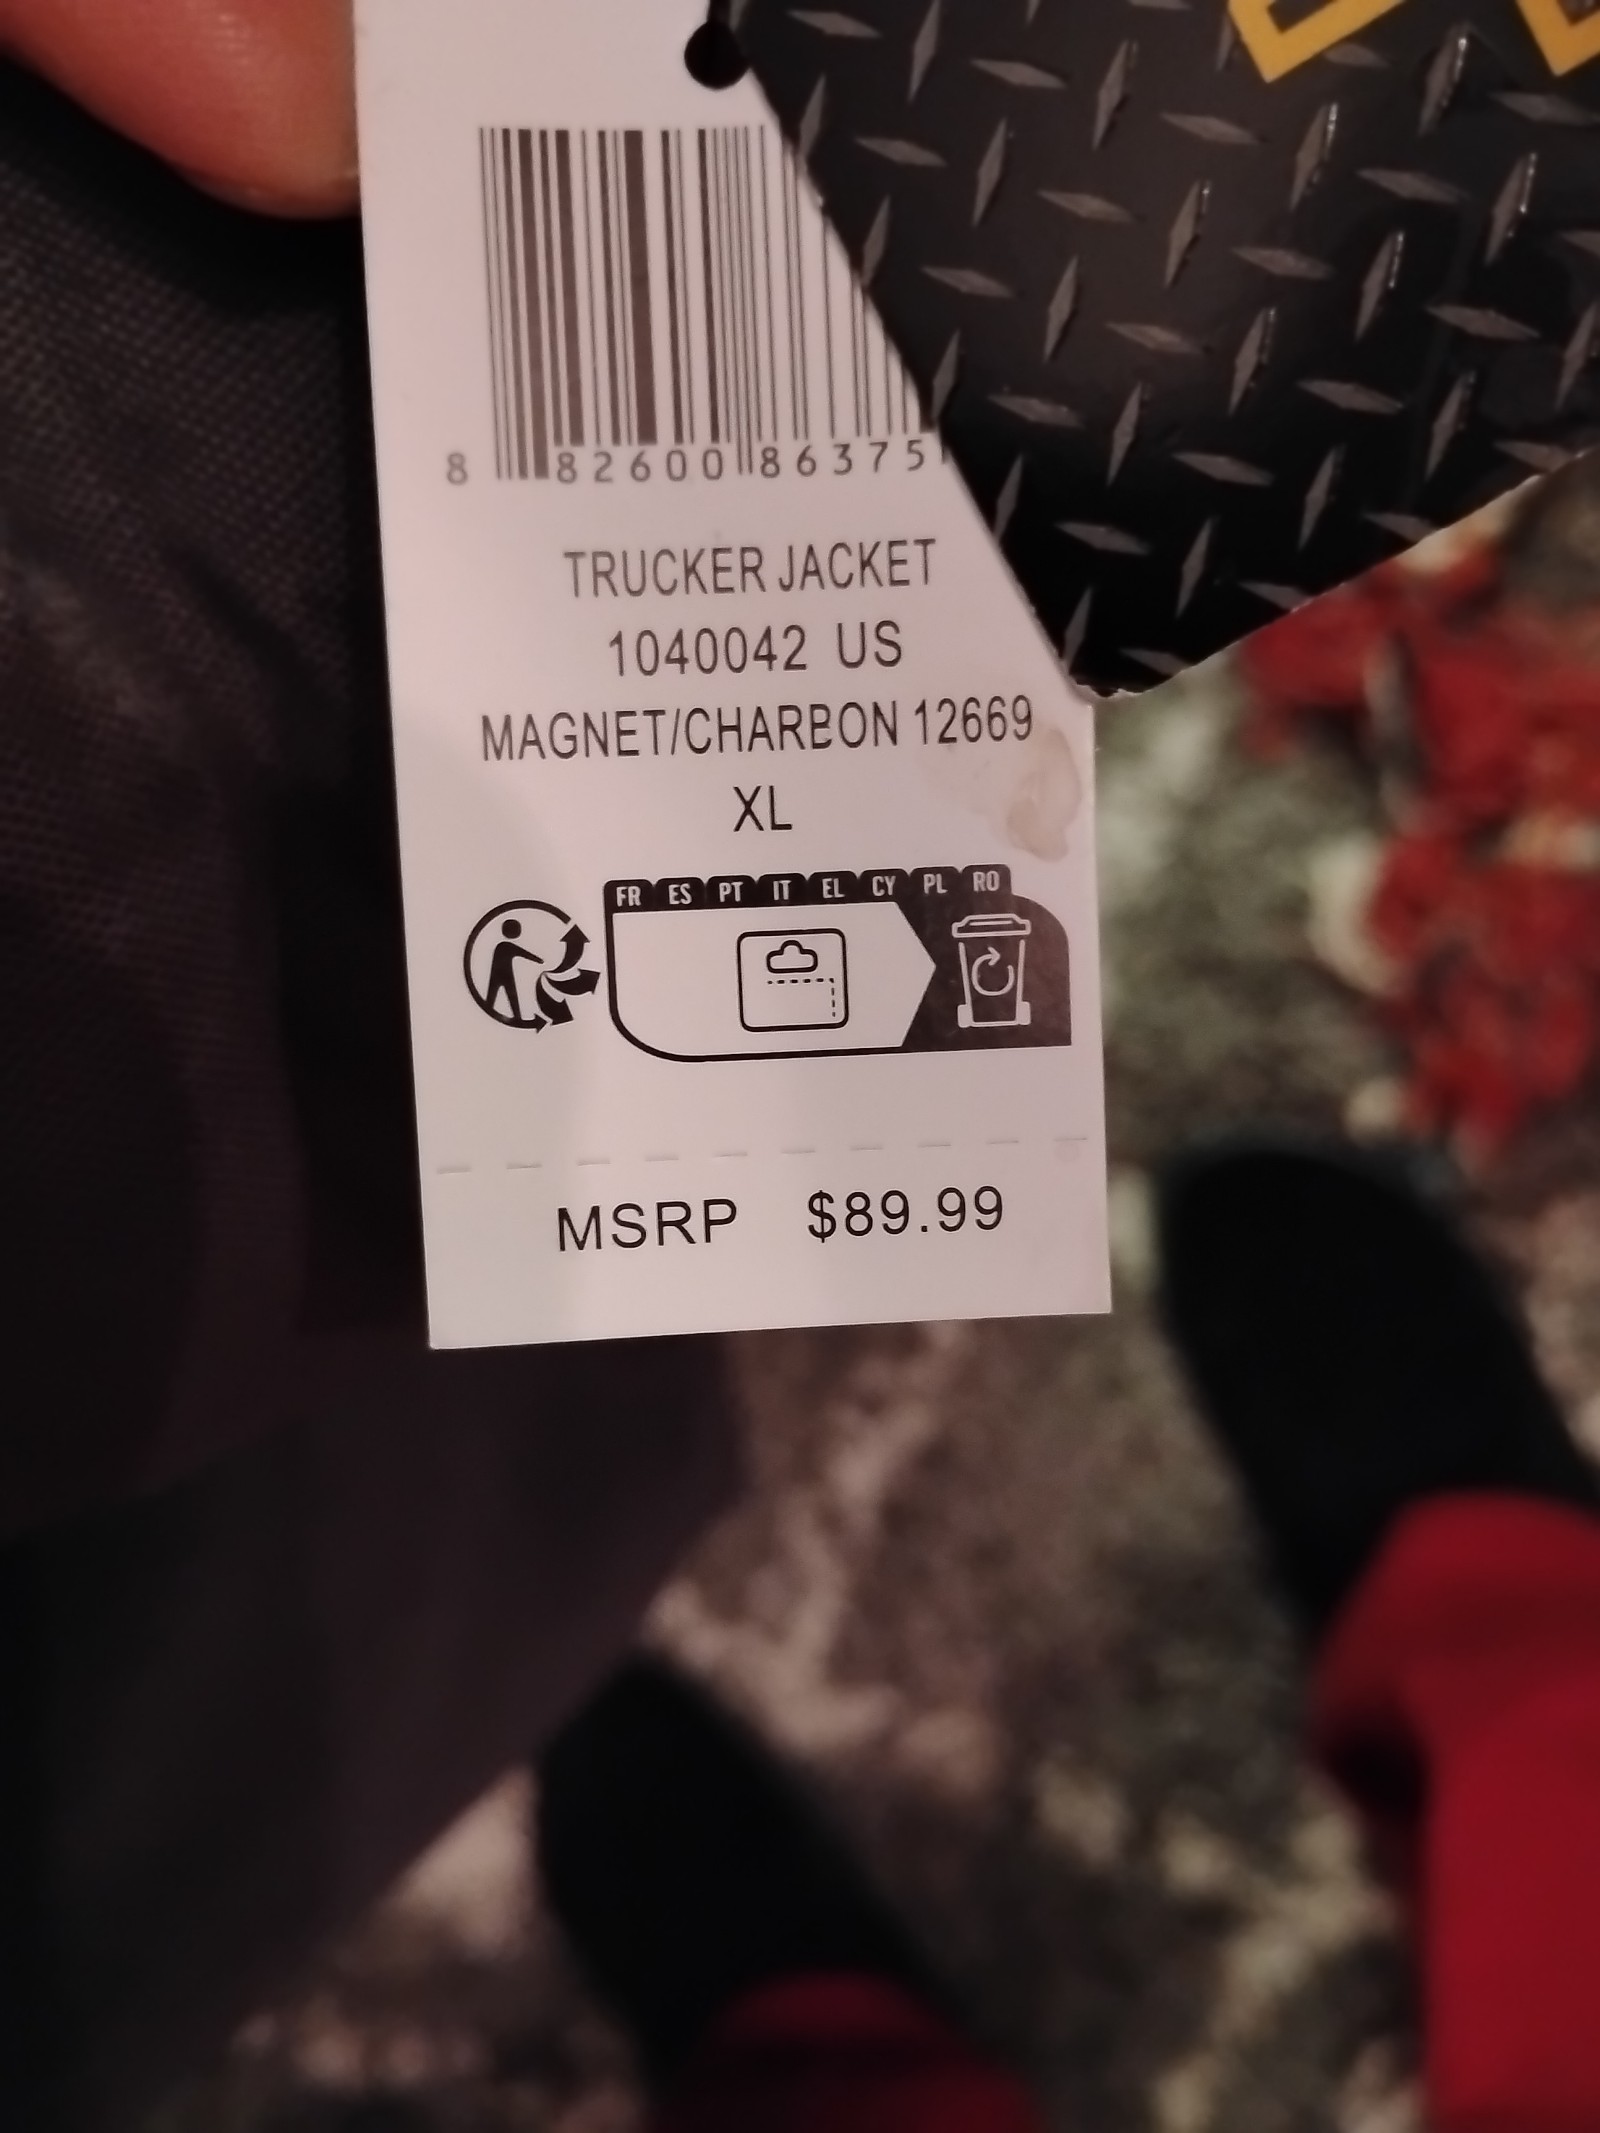 8 82600 86375
TRUCKER JACKET
1040042 US
MAGNET/CHARBON 12669
XL
FR ES PT IT EL CY PL RO
MSRP $89.99